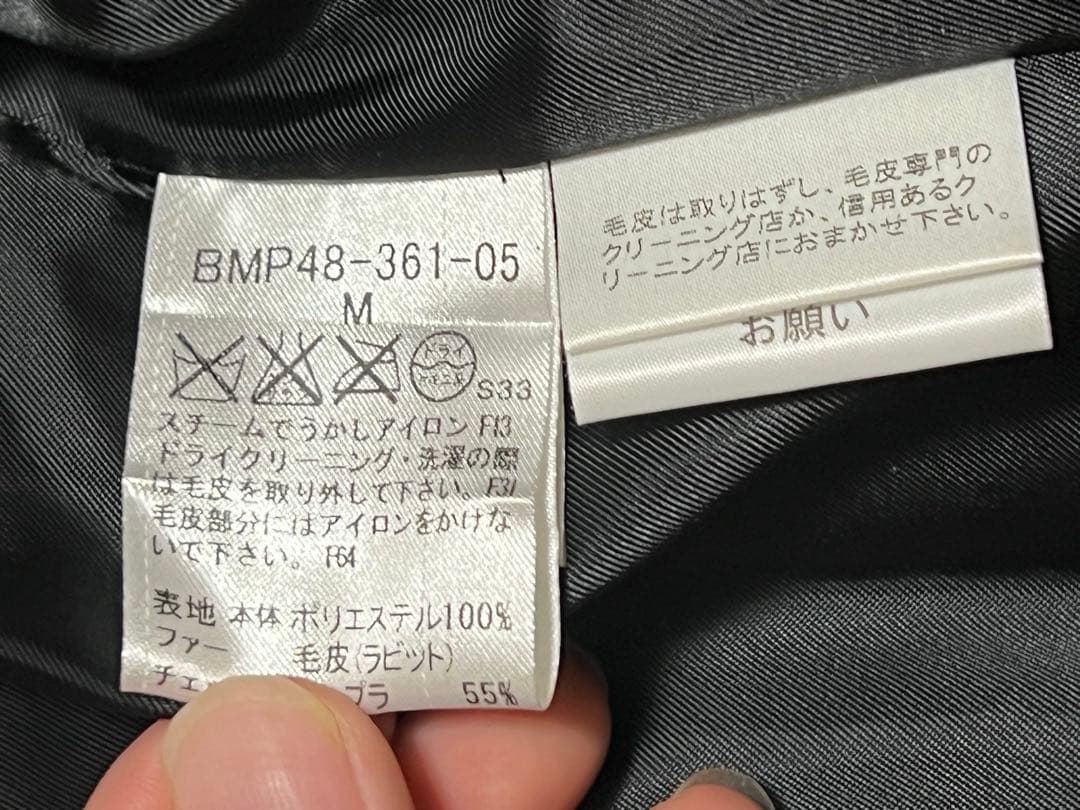 BMP48-361-05
M
ドライ
S33
スチームでうかしアイロン F13
ドライクリーニング・洗濯の際
は毛皮を取り外して下さい。F31
毛皮部分にはアイロンをかけな
いで下さい。 F64
表地 本体 ポリエステル100%
ファー 毛皮(ラビット)
チェ プラ 55%
毛皮は取りはずし、毛皮専門の
クリーニング店か、信用あるク
リーニング店におまかせ下さい。
お願い